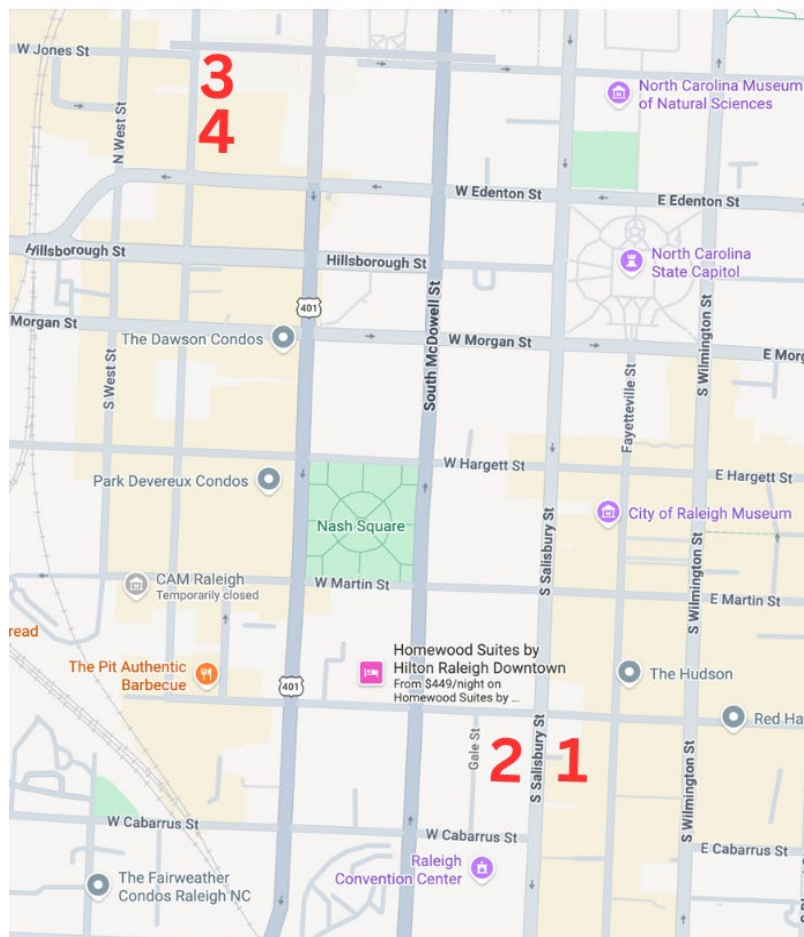 W Jones St
3
North Carolina Museum
of Natural Sciences
4
N West St
W Edenton St
E Edenton St
Hillsborough St
Hillsborough St
North Carolina
State Capitol
401
South McDowell St
S Wilmington St
Morgan St
The Dawson Condos
W Morgan St
E Morg
S West St
Fayetteville St
W Hargett St
E Hargett St
Park Devereux Condos
Nash Square
S Salisbury St
City of Raleigh Museum
S Wilmington St
CAM Raleigh
Temporarily closed
W Martin St
E Martin St
read
The Pit Authentic
Barbecue
Homewood Suites by
Hilton Raleigh Downtown
From $449/night on
Homewood Suites by ...
The Hudson
401
Red Ha
Gale St
2
S Salisbury St
1
S Wilmington St
W Cabarrus St
W Cabarrus St
E Cabarrus St
Raleigh
Convention Center
The Fairweather
Condos Raleigh NC